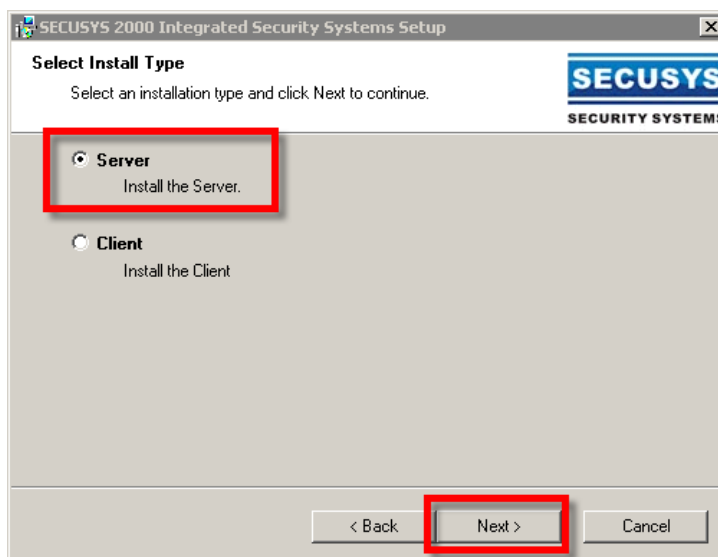 SECUSYS 2000 Integrated Security Systems Setup
Select Install Type
Select an installation type and click Next to continue.
SECUSYS
SECURITY SYSTEMS
Server
Install the Server.
Client
Install the Client
< Back Next > Cancel